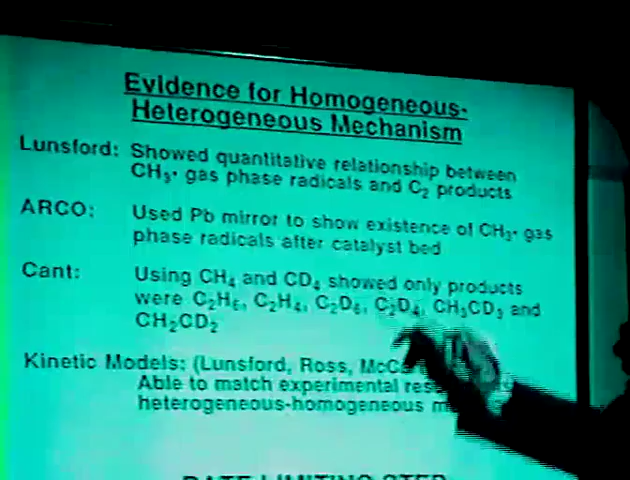 Evidence for Homogeneous-
Heterogeneous Mechanism
Lunsford: Showed quantitative relationship between
CH₃• gas phase radicals and C₂ products
ARCO: Used Pb mirror to show existence of CH₃• gas
phase radicals after catalyst bed
Cant: Using CH₄ and CD₄ showed only products
were C₂H₆, C₂H₄, C₂D₆, C₂D₄, CH₃CD₃ and
CH₂CD₂
Kinetic Models: (Lunsford, Ross,
Able to match experimental
heterogeneous-homogeneous
RATE LIMITING STEP